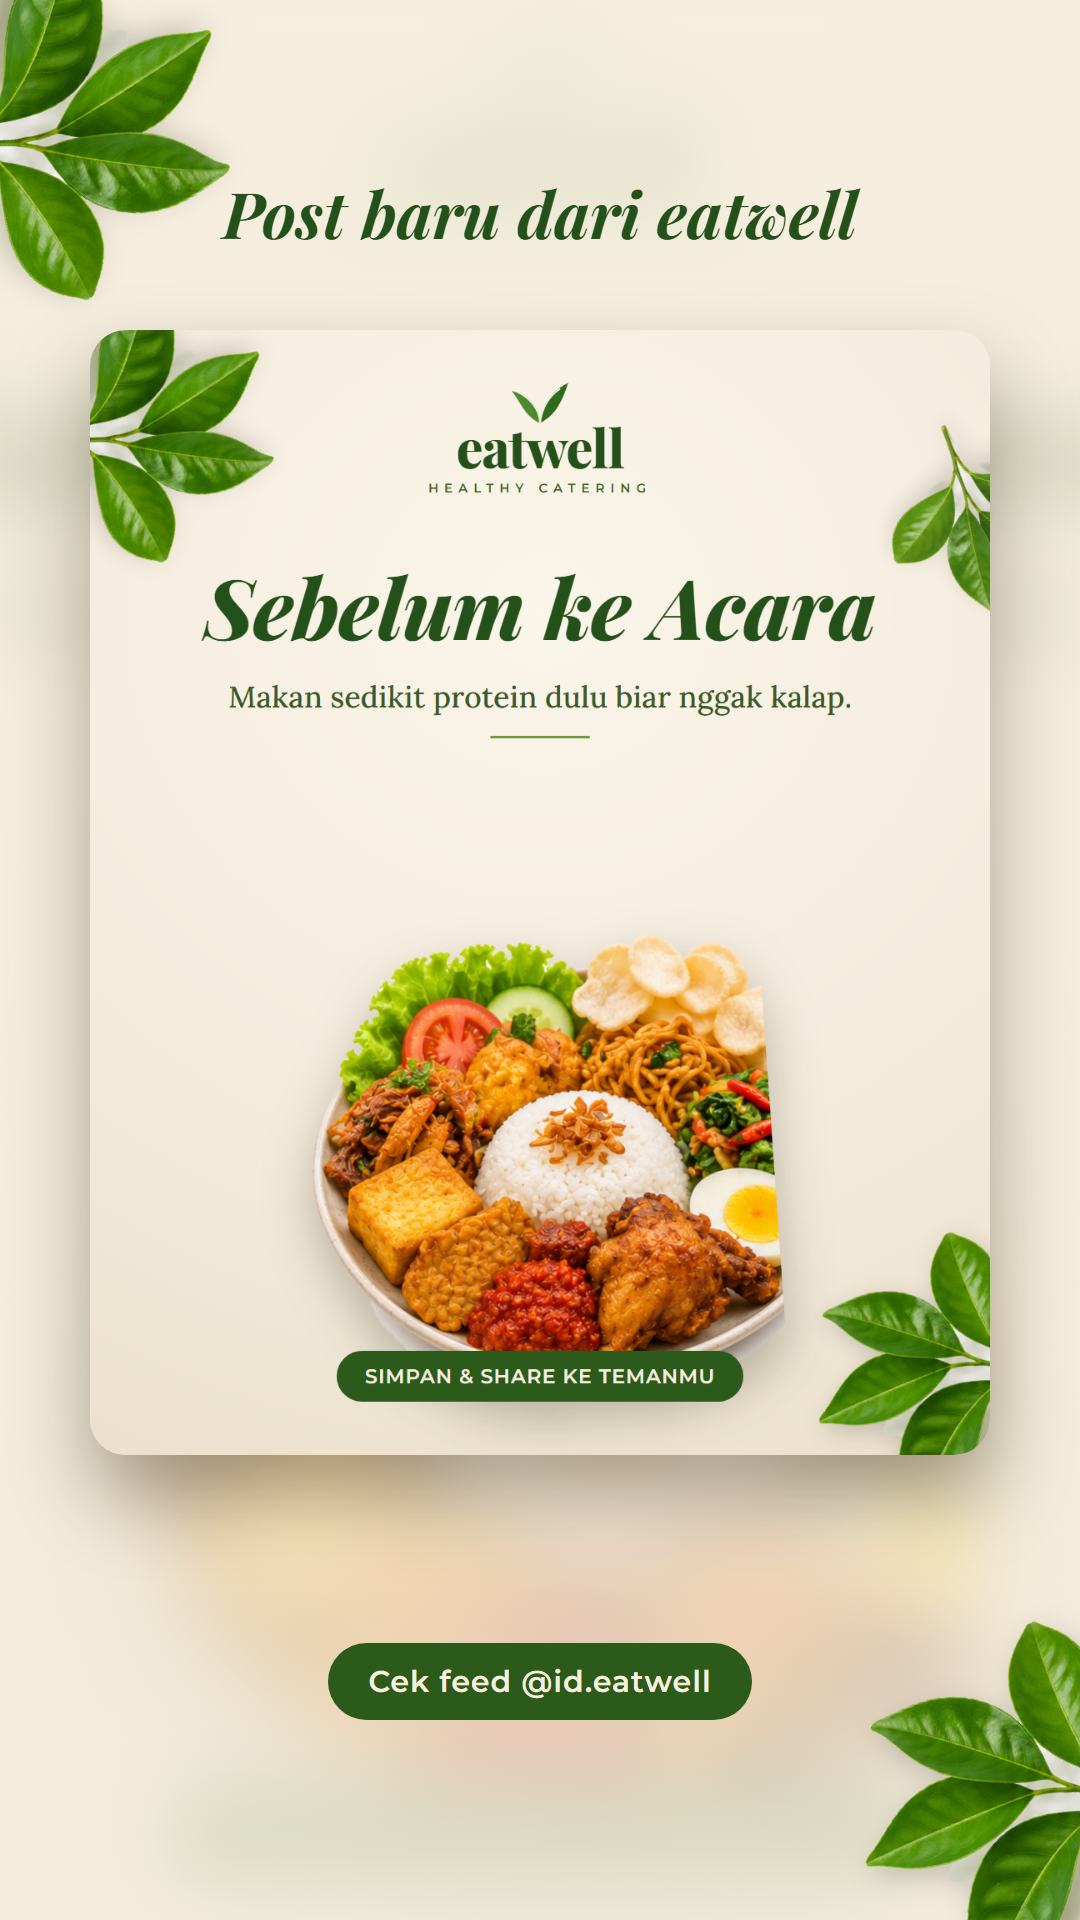 Post baru dari eatwell
eatwell
HEALTHY CATERING
Sebelum ke Acara
Makan sedikit protein dulu biar nggak kalap.
SIMPAN & SHARE KE TEMANMU
Cek feed @id.eatwell